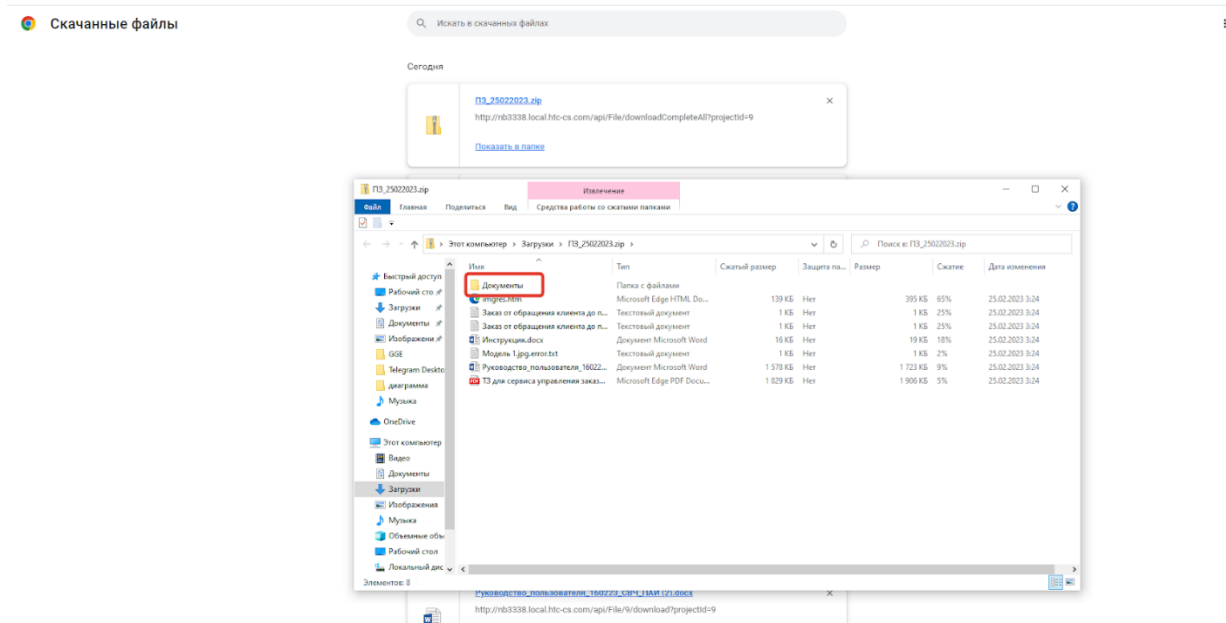 Скачанные файлы
Искать в скачанных файлах
Сегодня
ПЗ_25022023.zip
http://nb3338.local.htc-cs.com/api/File/downloadCompleteAll?projectId=9
Показать в папке
ПЗ_25022023.zip
Извлечение
Файл Главная Поделиться Вид Средства работы со сжатыми папками
Этот компьютер > Загрузки > ПЗ_25022023.zip >
Поиск в: ПЗ_25022023.zip
Имя Тип Сжатый размер Защита па... Размер Сжатие Дата изменения
Документы Папка с файлами
imgres.htm Microsoft Edge HTML Do... 139 КБ Нет 395 КБ 65% 25.02.2023 3:24
Заказ от обращения клиента до п... Текстовый документ 1 КБ Нет 1 КБ 25% 25.02.2023 3:24
Заказ от обращения клиента до п... Текстовый документ 1 КБ Нет 1 КБ 25% 25.02.2023 3:24
Инструкция.docx Документ Microsoft Word 16 КБ Нет 19 КБ 18% 25.02.2023 3:24
Модель 1.jpg.error.txt Текстовый документ 1 КБ Нет 1 КБ 2% 25.02.2023 3:24
Руководство_пользователя_16022... Документ Microsoft Word 1 578 КБ Нет 1 723 КБ 9% 25.02.2023 3:24
ТЗ для сервиса управления заказ... Microsoft Edge PDF Docu... 1 829 КБ Нет 1 906 КБ 5% 25.02.2023 3:24
Быстрый доступ
Рабочий сто
Загрузки
Документы
Изображени
GGE
Telegram Deskto
диаграмма
Музыка
OneDrive
Этот компьютер
Видео
Документы
Загрузки
Изображения
Музыка
Объемные объ
Рабочий стол
Локальный дис
Элементов: 8
Руководство_пользователя_160223_СВЧ_ПАИ (2).docx
http://nb3338.local.htc-cs.com/api/File/9/download?projectId=9